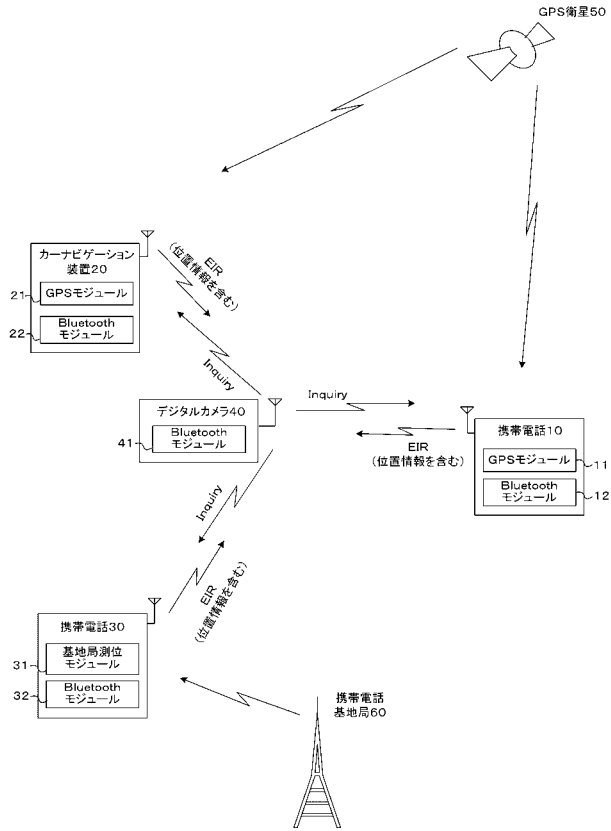 GPS衛星50
カーナビゲーション
装置20
21
GPSモジュール
22
Bluetooth
モジュール
EIR
(位置情報を含む)
Inquiry
デジタルカメラ40
41
Bluetooth
モジュール
Inquiry
EIR
(位置情報を含む)
携帯電話10
GPSモジュール
11
Bluetooth
モジュール
12
Inquiry
EIR
(位置情報を含む)
携帯電話30
31
基地局測位
モジュール
32
Bluetooth
モジュール
携帯電話
基地局60